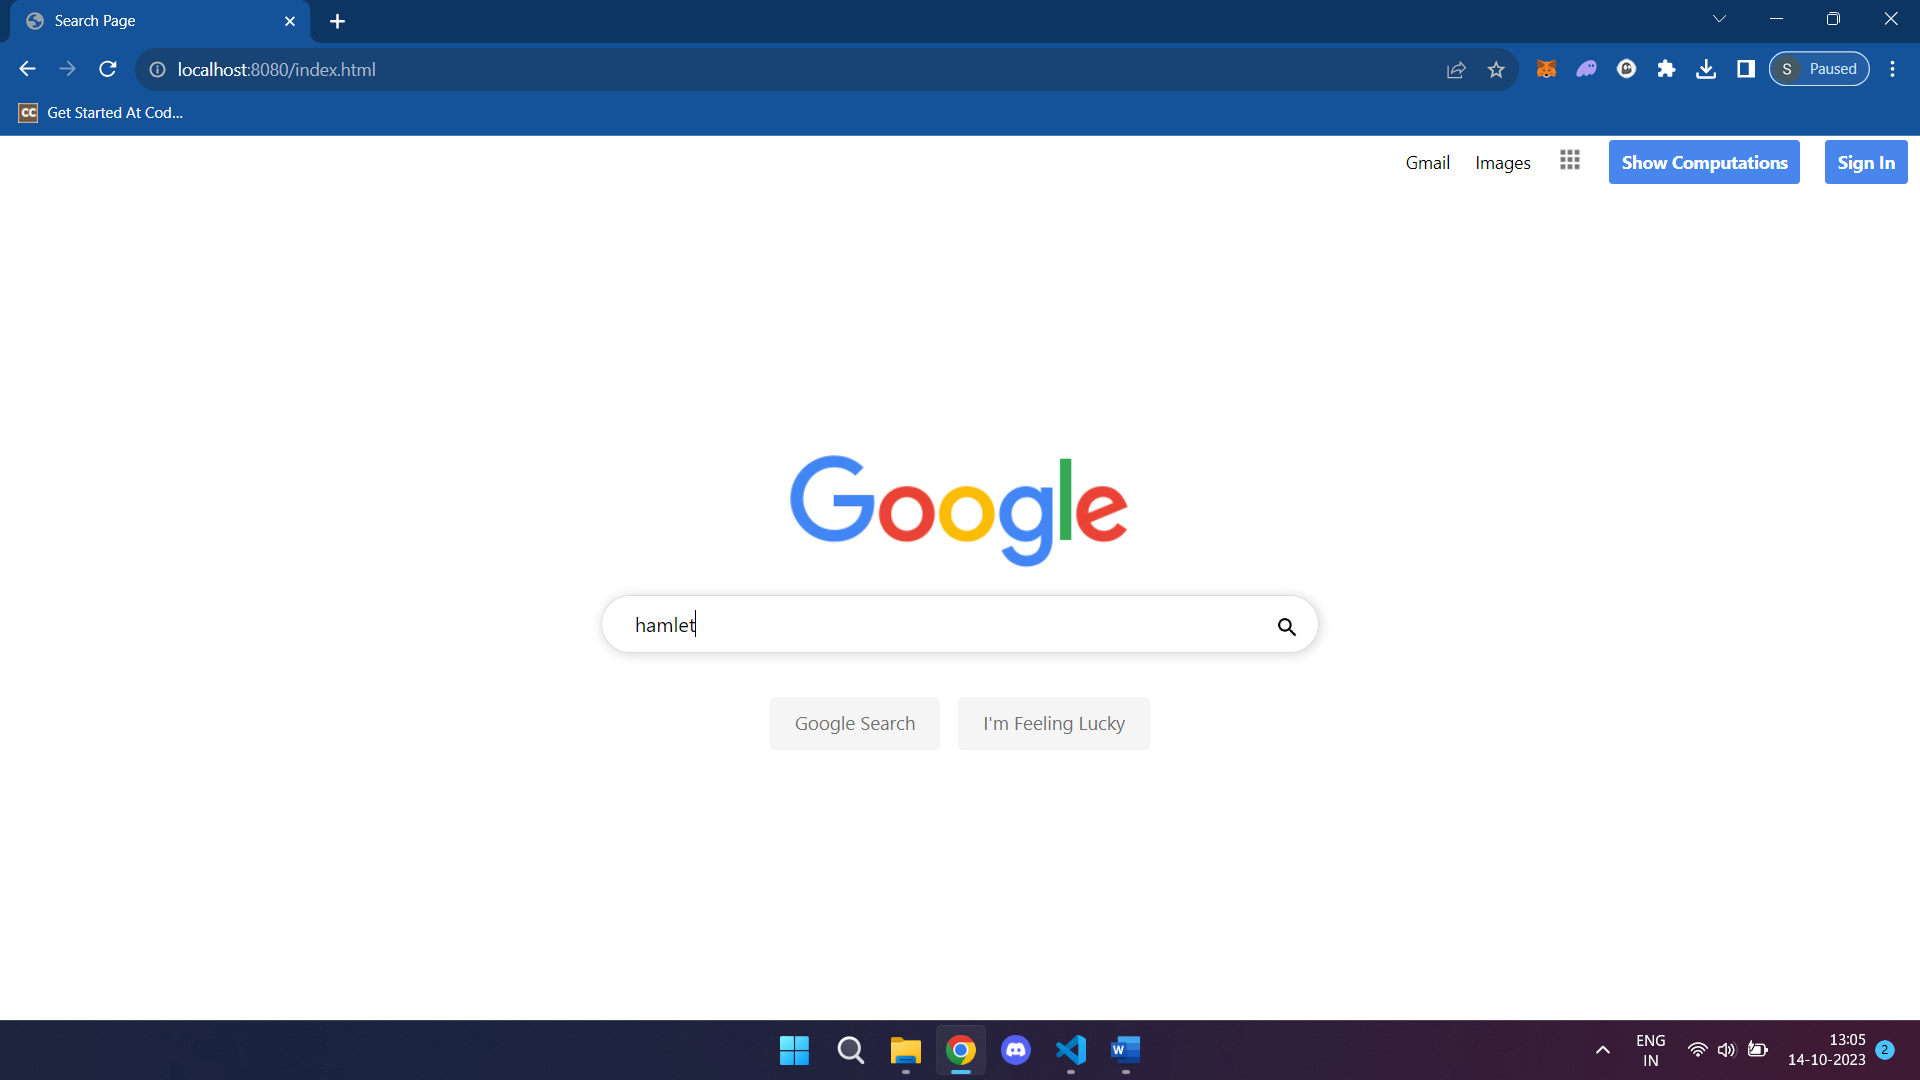 Search Page
localhost:8080/index.html
S Paused
CC Get Started At Cod...
Gmail Images Show Computations Sign In
Google
hamlet
Google Search I'm Feeling Lucky
W
ENG
IN
13:05
14-10-2023
2